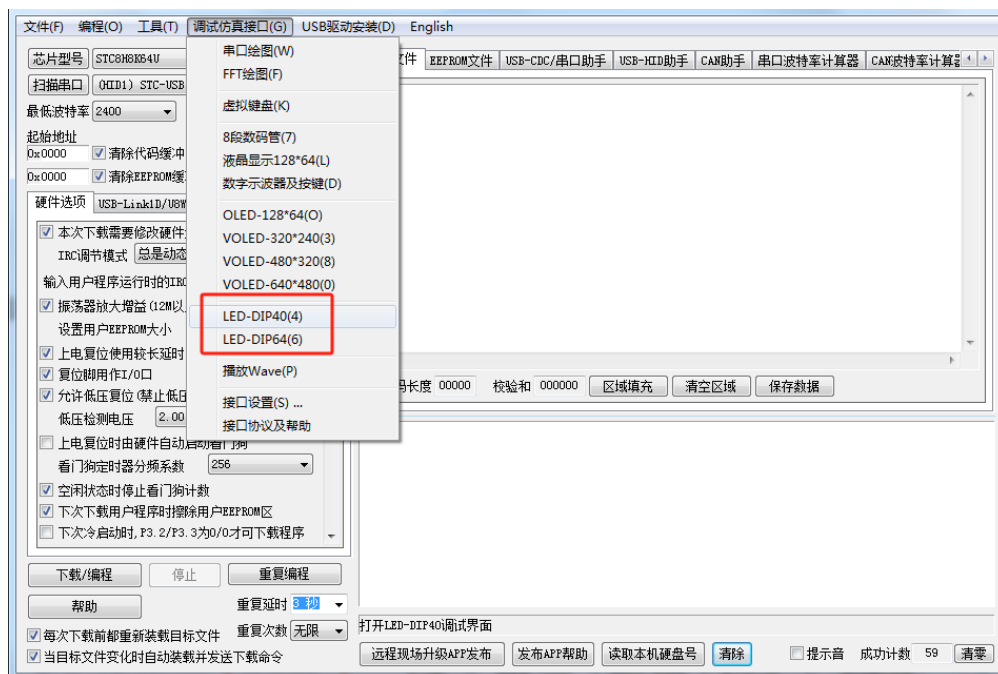 文件(F) 编程(O) 工具(T) 调试仿真接口(G) USB驱动安装(D) English
芯片型号 STC8H8K64U
扫描串口 (HID1) STC-USB
最低波特率 2400
起始地址
0x0000 清除代码缓冲
0x0000 清除EEPROM缓
硬件选项 USB-Link1D/U8W
本次下载需要修改硬件
IRC调节模式 总是动态
输入用户程序运行时的IRC
振荡器放大增益(12M以
设置用户EEPROM大小
上电复位使用较长延时
复位脚用作I/O口
允许低压复位(禁止低压
低压检测电压 2.00
上电复位时由硬件自动启动看门狗
看门狗定时器分频系数 256
空闲状态时停止看门狗计数
下次下载用户程序时擦除用户EEPROM区
下次冷启动时,P3.2/P3.3为0/0才可下载程序
串口绘图(W)
FFT绘图(F)
虚拟键盘(K)
8段数码管(7)
液晶显示128*64(L)
数字示波器及按键(D)
OLED-128*64(O)
VOLED-320*240(3)
VOLED-480*320(8)
VOLED-640*480(0)
LED-DIP40(4)
LED-DIP64(6)
播放Wave(P)
接口设置(S) ...
接口协议及帮助
件 EEPROM文件 USB-CDC/串口助手 USB-HID助手 CAN助手 串口波特率计算器 CAN波特率计算
长度 00000 校验和 000000 区域填充 清空区域 保存数据
下载/编程 停止 重复编程
帮助 重复延时 3 秒
每次下载前都重新装载目标文件 重复次数 无限
当目标文件变化时自动装载并发送下载命令
打开LED-DIP40调试界面
远程现场升级APP发布 发布APP帮助 读取本机硬盘号 清除 提示音 成功计数 59 清零